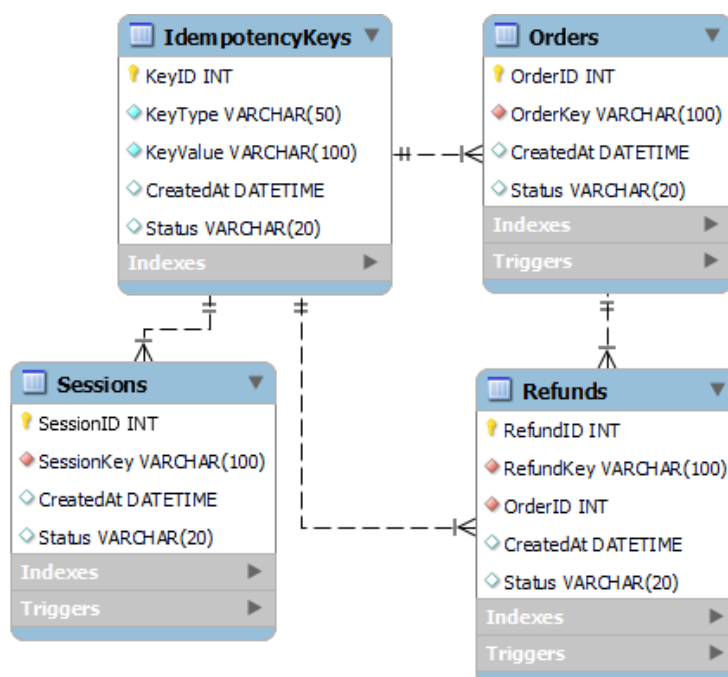 IdempotencyKeys
KeyID INT
KeyType VARCHAR(50)
KeyValue VARCHAR(100)
CreatedAt DATETIME
Status VARCHAR(20)
Indexes
Orders
OrderID INT
OrderKey VARCHAR(100)
CreatedAt DATETIME
Status VARCHAR(20)
Indexes
Triggers
Sessions
SessionID INT
SessionKey VARCHAR(100)
CreatedAt DATETIME
Status VARCHAR(20)
Indexes
Triggers
Refunds
RefundID INT
RefundKey VARCHAR(100)
OrderID INT
CreatedAt DATETIME
Status VARCHAR(20)
Indexes
Triggers